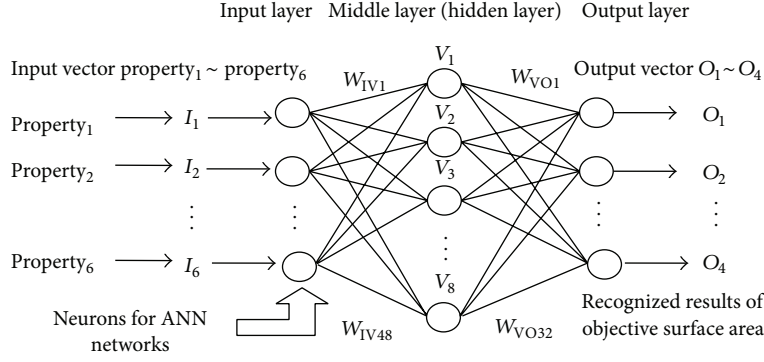 Input layer Middle layer (hidden layer) Output layer
Input vector property₁ ~ property₆ W_IV1 V₁ W_VO1 Output vector O₁ ~ O₄
Property₁ I₁ V₂ O₁
Property₂ I₂ V₃ O₂
⋮ ⋮ ⋮ ⋮
Property₆ I₆ V₈ O₄
Neurons for ANN
networks
W_IV48 W_VO32
Recognized results of
objective surface area